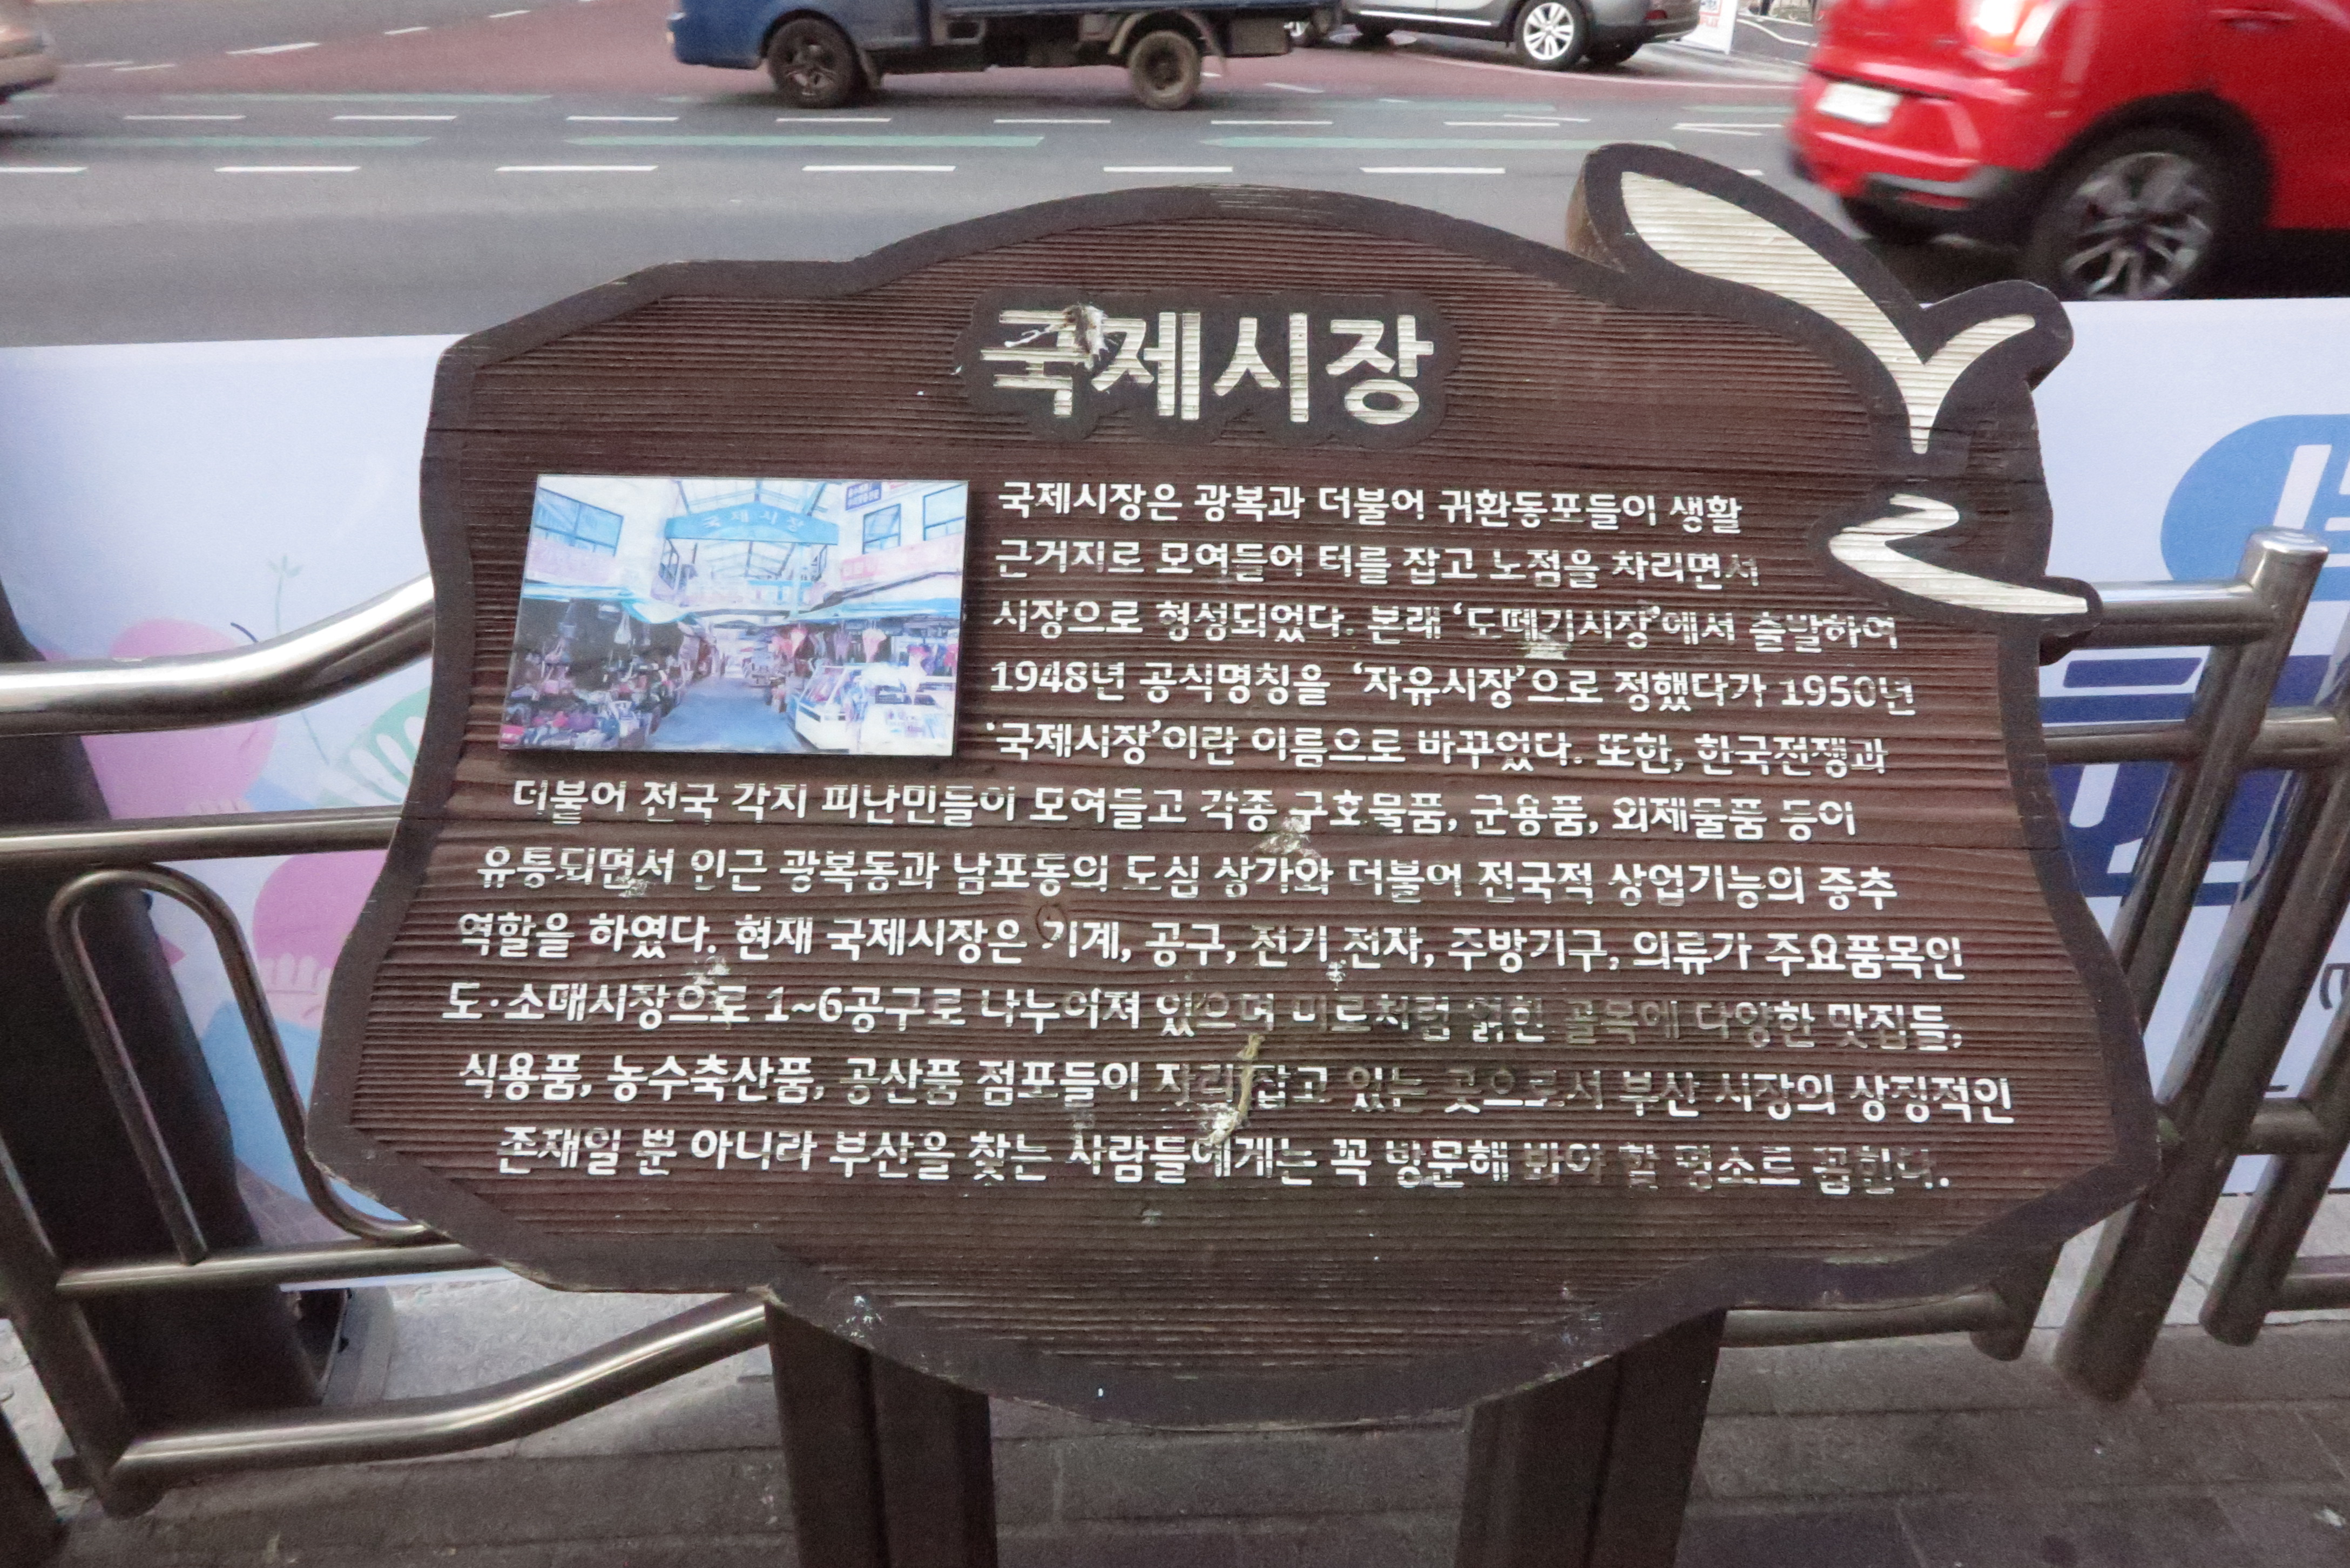 국제시장
국제시장
국제시장은 광복과 더불어 귀환동포들이 생활
근거지로 모여들어 터를 잡고 노점을 차리면서
시장으로 형성되었다. 본래 ‘도떼기시장’에서 출발하여
1948년 공식명칭을 ‘자유시장’으로 정했다가 1950년
‘국제시장’이란 이름으로 바꾸었다. 또한, 한국전쟁과
더불어 전국 각지 피난민들이 모여들고 각종 구호물품, 군용품, 외제물품 등이
유통되면서 인근 광복동과 남포동의 도심 상가와 더불어 전국적 상업기능의 중추
역할을 하였다. 현재 국제시장은 기계, 공구, 전기 전자, 주방기구, 의류가 주요품목인
도·소매시장으로 1~6공구로 나누어져 있으며 미로처럼 얽힌 골목에 다양한 맛집들,
식용품, 농수축산품, 공산품 점포들이 자리 잡고 있는 곳으로서 부산 시장의 상징적인
존재일 뿐 아니라 부산을 찾는 사람들에게는 꼭 방문해 봐야 할 명소로 꼽힌다.